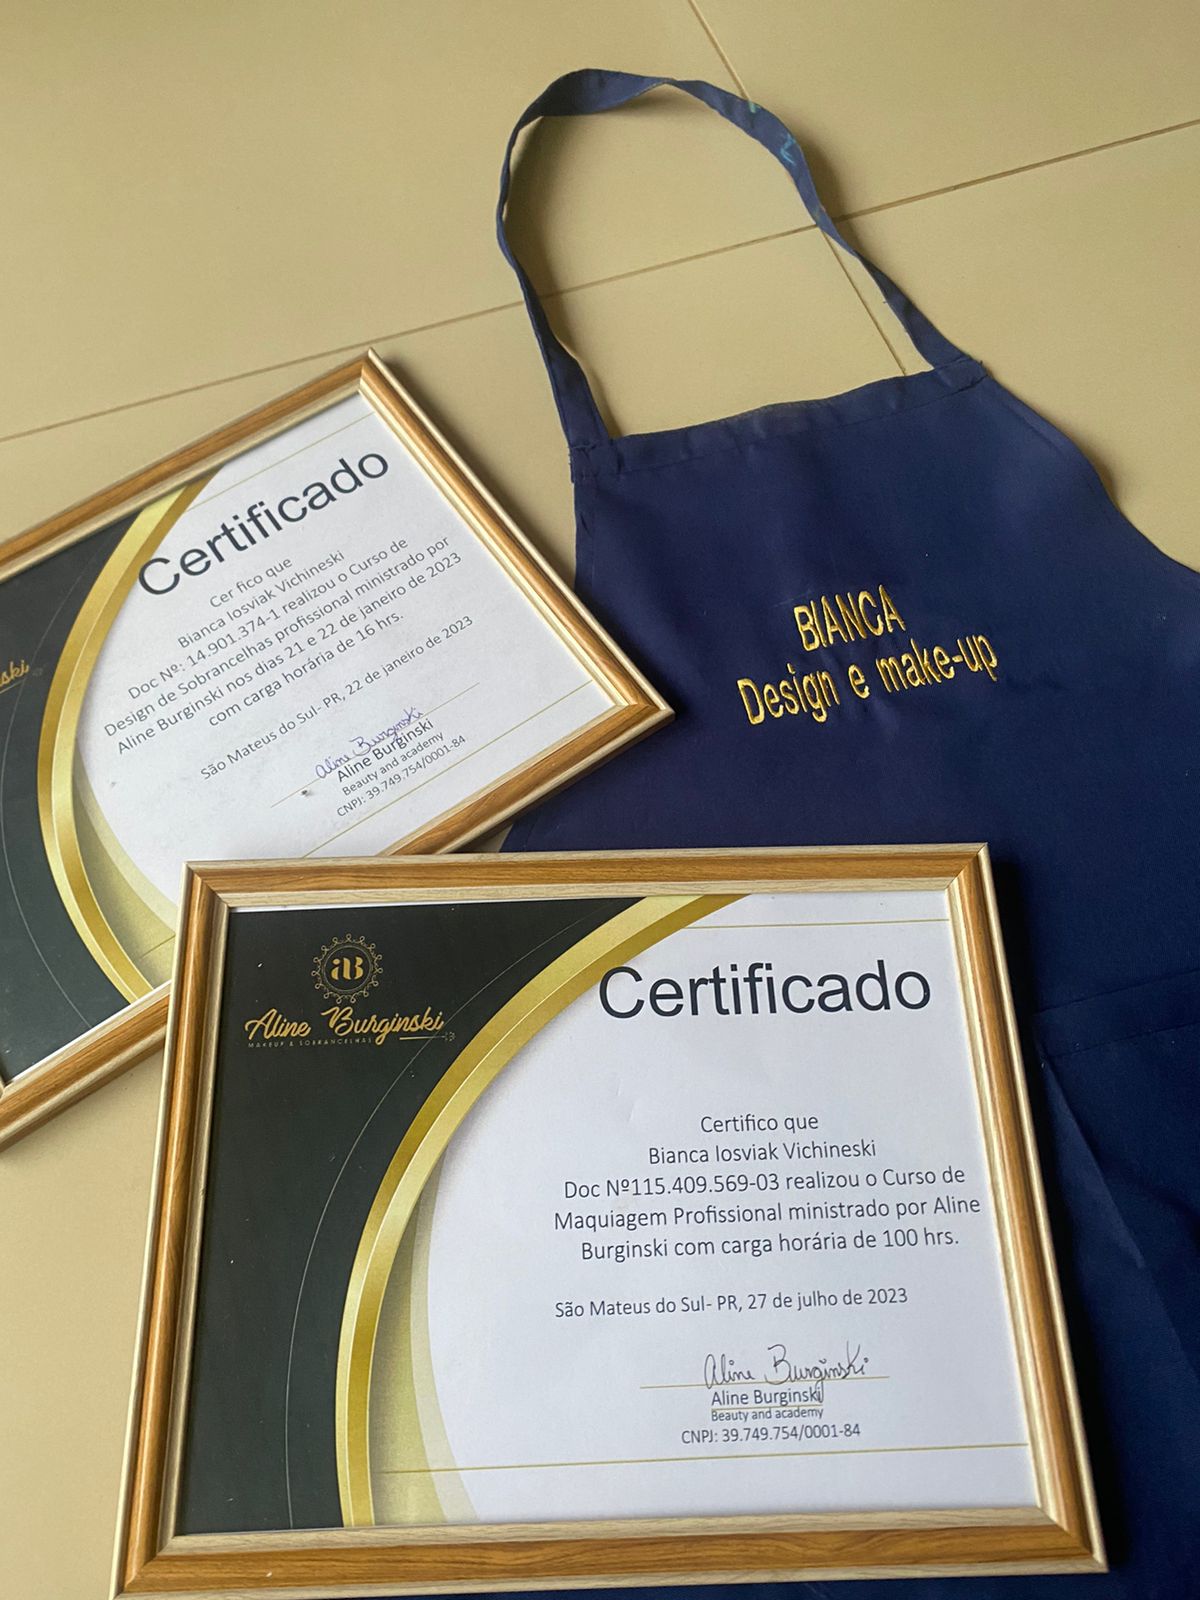 BIANCA
Design e make-up
Certificado
Cer fico que
Bianca Iosviak Vichineski
Doc Nº: 14.901.374-1 realizou o Curso de
Design de Sobrancelhas profissional ministrado por
Aline Burginski nos dias 21 e 22 de janeiro de 2023
com carga horária de 16 hrs.
São Mateus do Sul- PR, 22 de janeiro de 2023
Aline Burginski
Aline Burginski
Beauty and academy
CNPJ: 39.749.754/0001-84
AB
Aline Burginski
MAKEUP & SOBRANCELHAS
Certificado
Certifico que
Bianca Iosviak Vichineski
Doc Nº115.409.569-03 realizou o Curso de
Maquiagem Profissional ministrado por Aline
Burginski com carga horária de 100 hrs.
São Mateus do Sul- PR, 27 de julho de 2023
Aline Burginski
Aline Burginski
Beauty and academy
CNPJ: 39.749.754/0001-84